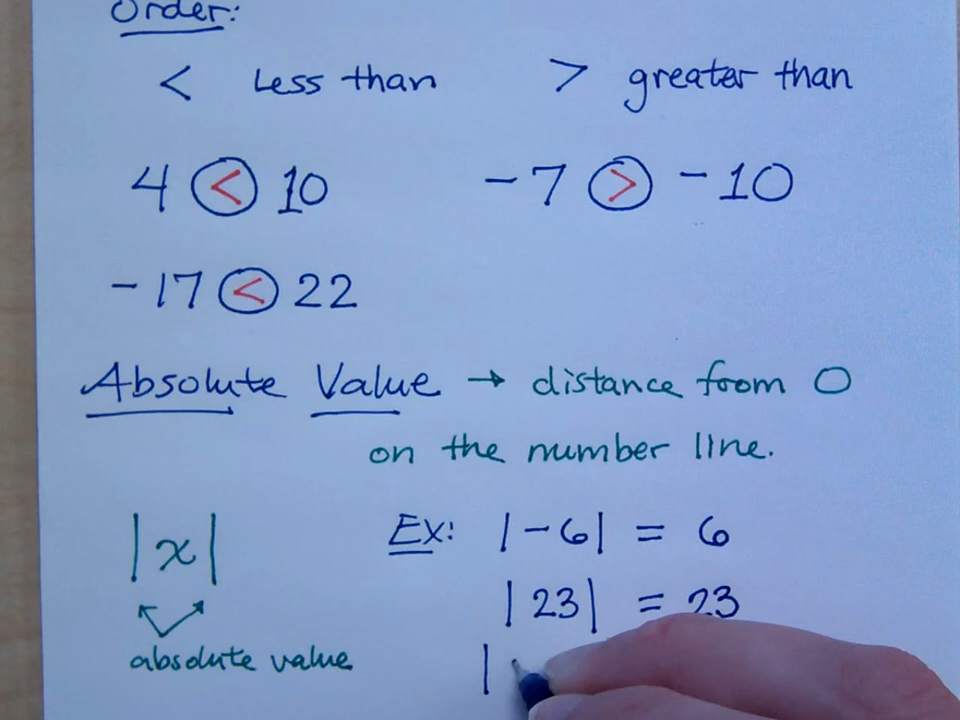 Order:
< Less than > greater than
4 < 10 -7 > -10
-17 < 22
Absolute Value → distance from 0
on the number line.
|x| Ex: |-6| = 6
|23| = 23
absolute value |